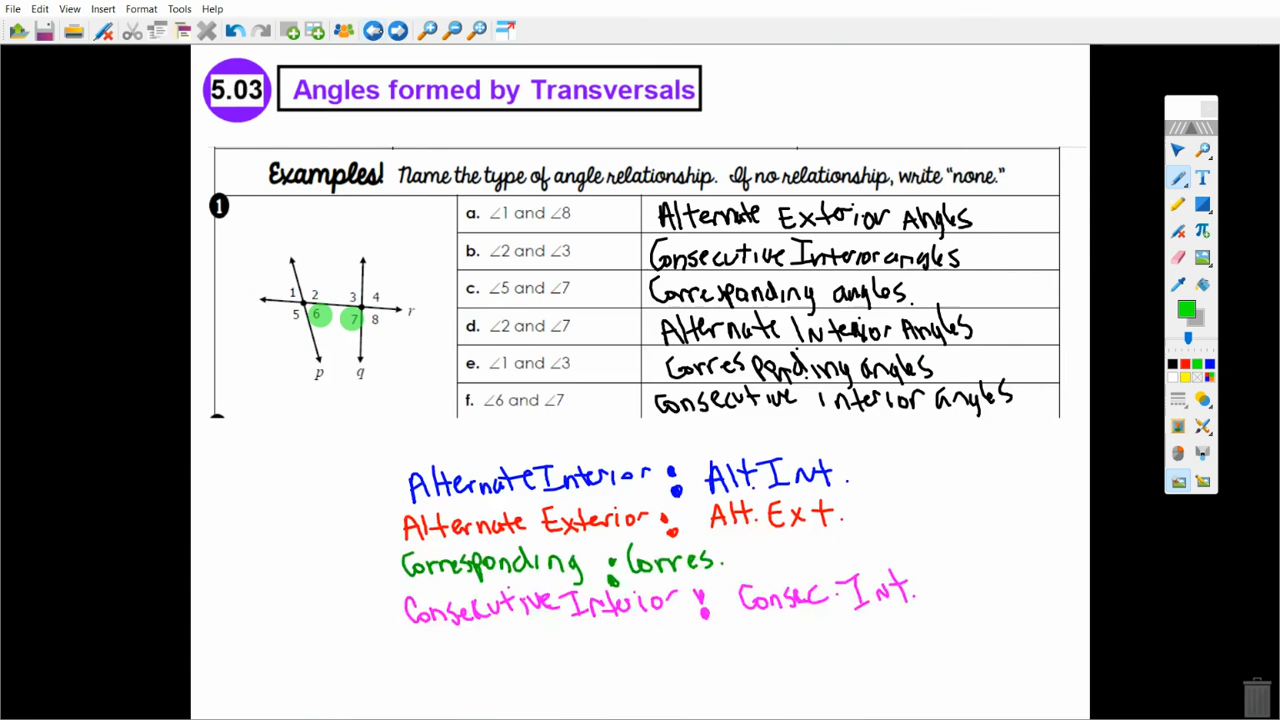 File Edit View Insert Format Tools Help
5.03 Angles formed by Transversals
Examples! Name the type of angle relationship. If no relationship, write "none."
1
a. ∠1 and ∠8 Alternate Exterior Angles
b. ∠2 and ∠3 Consecutive Interior angles
c. ∠5 and ∠7 Corresponding angles.
d. ∠2 and ∠7 Alternate Interior Angles
e. ∠1 and ∠3 Corresponding angles
f. ∠6 and ∠7 Consecutive interior angles
1 2 3 4
r
5 6 7 8
p q
Alternate Interior : Alt. Int.
Alternate Exterior : Alt. Ext.
Corresponding : Corres.
Consecutive Interior : Consec. Int.